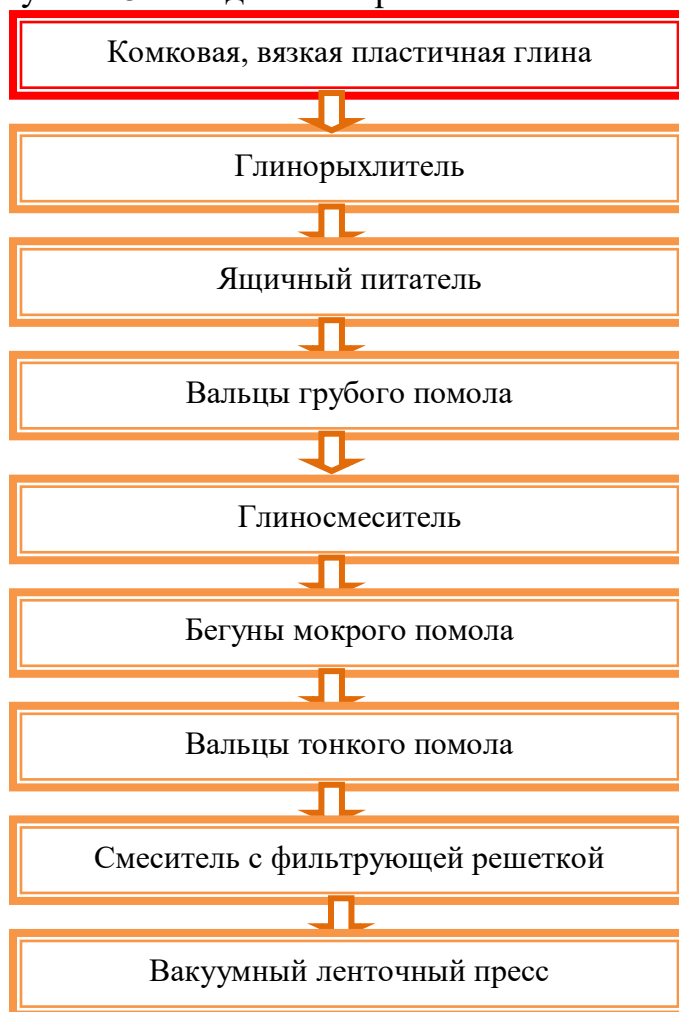 Комковая, вязкая пластичная глина
Глинорыхлитель
Ящичный питатель
Вальцы грубого помола
Глиносмеситель
Бегуны мокрого помола
Вальцы тонкого помола
Смеситель с фильтрующей решеткой
Вакуумный ленточный пресс